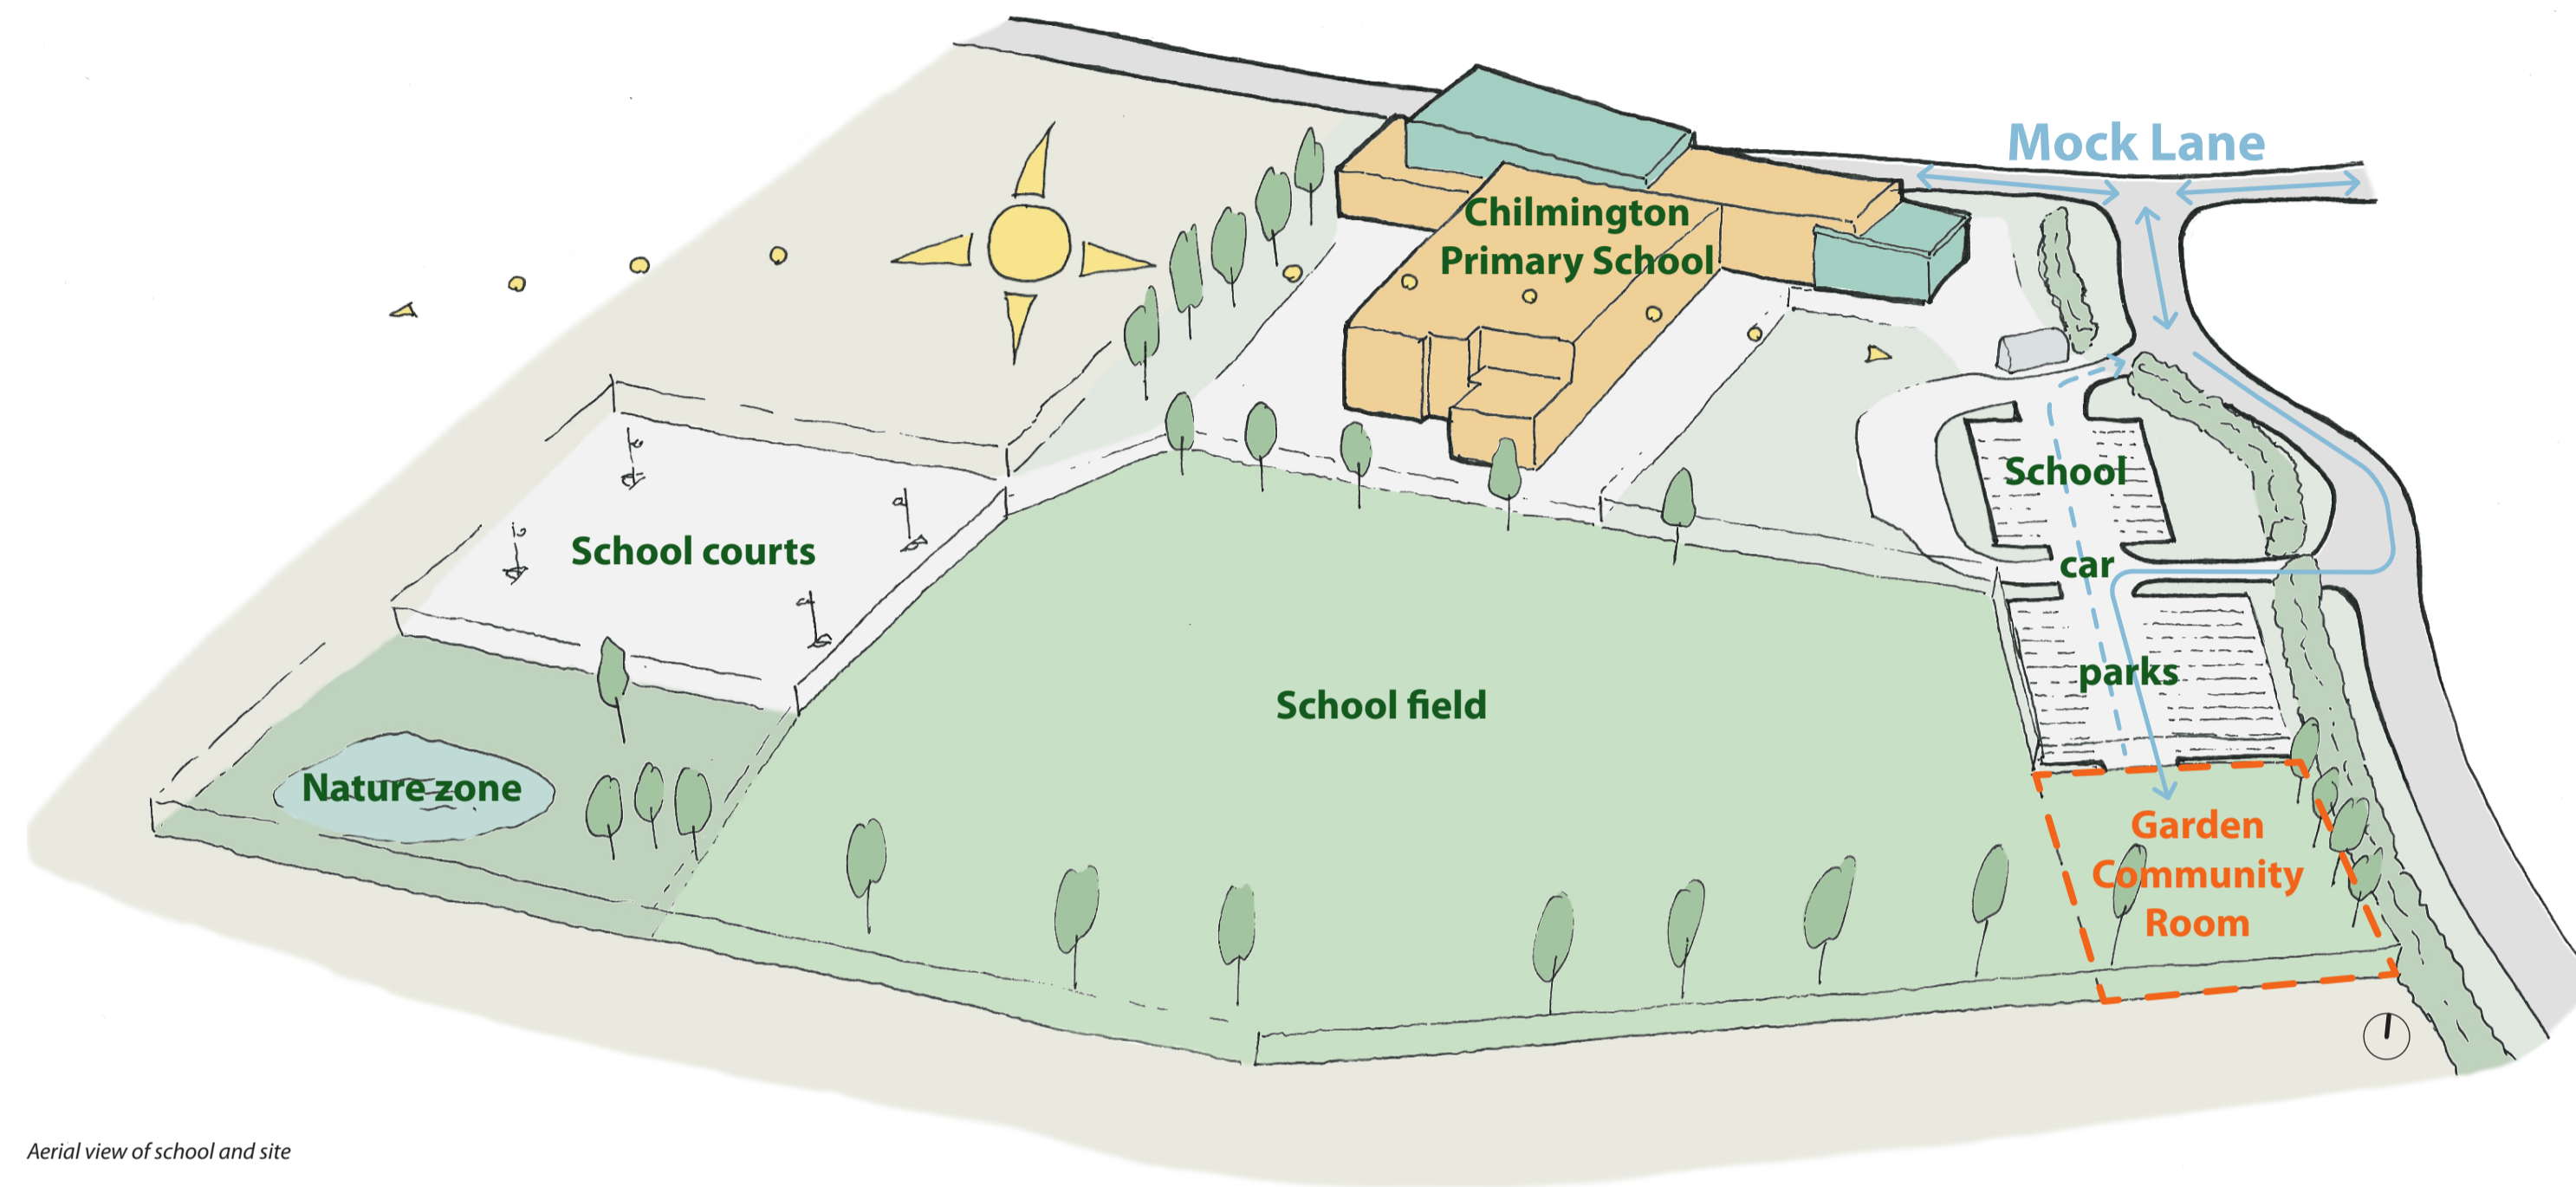 Mock Lane
Chilmington
Primary School
School
car
parks
School courts
School field
Nature zone
Garden
Community
Room
Aerial view of school and site